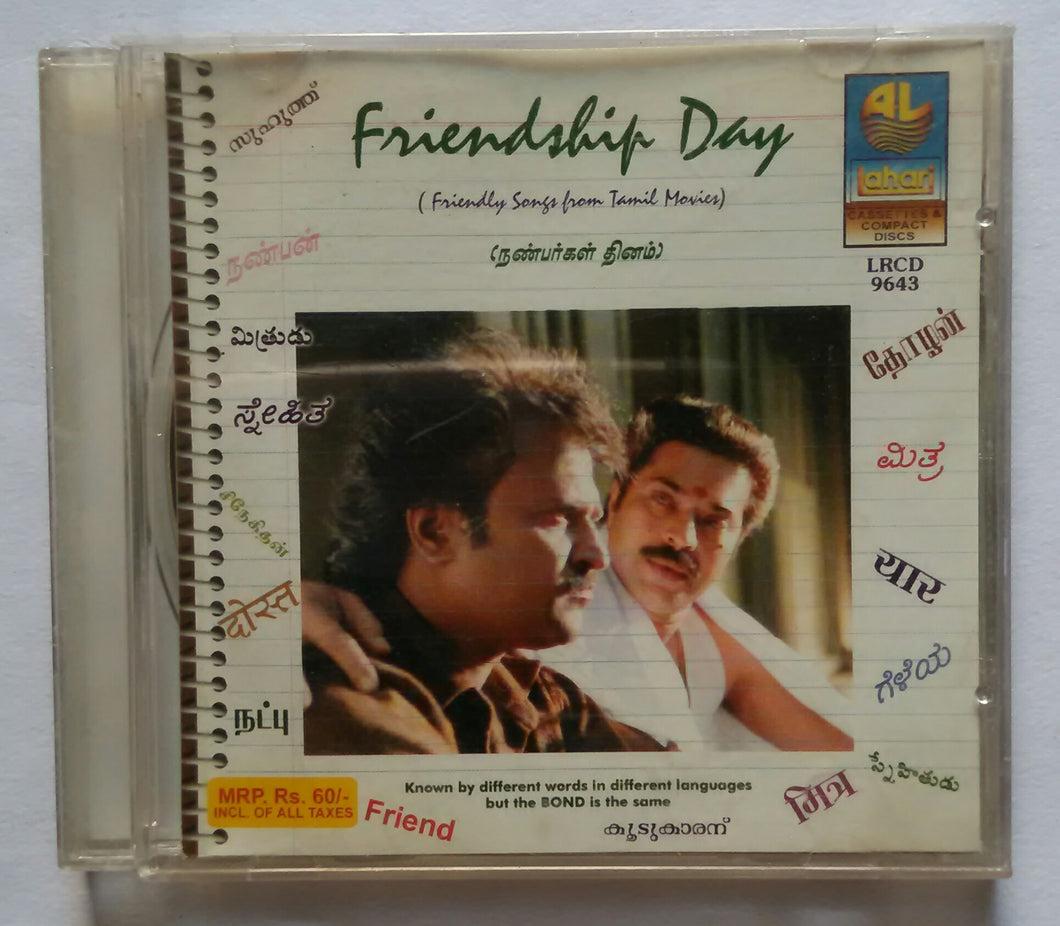 Friendship Day
( Friendly Songs from Tamil Movies)
(நண்பர்கள் தினம்)
AL
Lahari
CASSETTES &
COMPACT
DISCS
LRCD
9643
സുഹൃത്ത്
நண்பன்
మిత్రుడు
ಸ್ನೇಹಿತ
சிநேகிதன்
दोस्त
நட்பு
தோழன்
ಮಿತ್ರ
यार
ಗೆಳೆಯ
స్నేహితుడు
मित्र
MRP. Rs. 60/-
INCL. OF ALL TAXES
Friend
Known by different words in different languages
but the BOND is the same
കൂട്ടുകാരന്